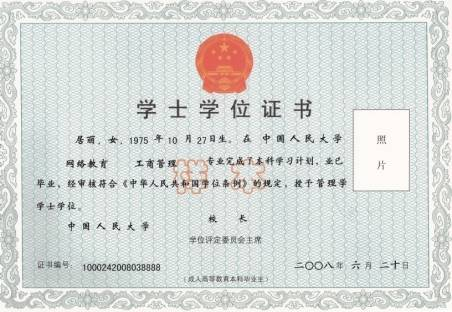 学士学位证书
居丽，女，1975 年 10 月 27日生。在 中国人民大学
网络教育 工商管理 专业完成了本科学习计划，业已
毕业，经审核符合《中华人民共和国学位条例》的规定，授予管理学
学士学位。
样本
照
片
中国人民大学 校 长
学位评定委员会主席
证书编号： 1000242008038888
二〇〇八年 六月 二十日
（成人高等教育本科毕业生）